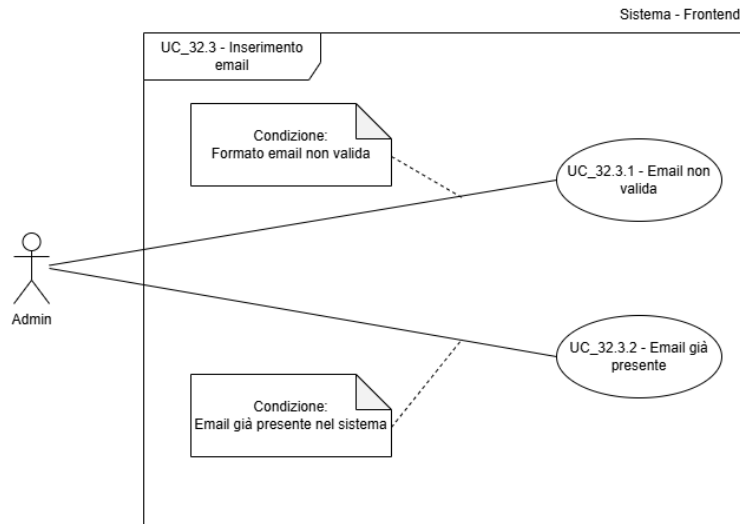 Sistema - Frontend
UC_32.3 - Inserimento
email
Condizione:
Formato email non valida
UC_32.3.1 - Email non
valida
Admin
UC_32.3.2 - Email già
presente
Condizione:
Email già presente nel sistema